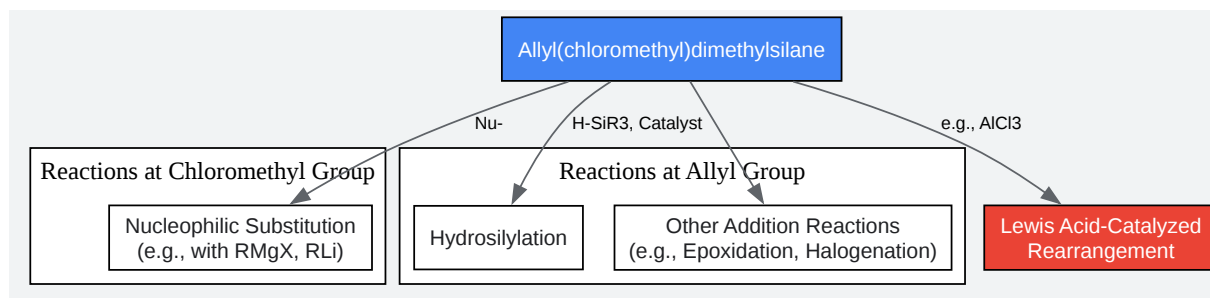 Allyl(chloromethyl)dimethylsilane
Nu-
H-SiR3, Catalyst
e.g., AlCl3
Reactions at Chloromethyl Group
Reactions at Allyl Group
Nucleophilic Substitution
(e.g., with RMgX, RLi)
Hydrosilylation
Other Addition Reactions
(e.g., Epoxidation, Halogenation)
Lewis Acid-Catalyzed
Rearrangement